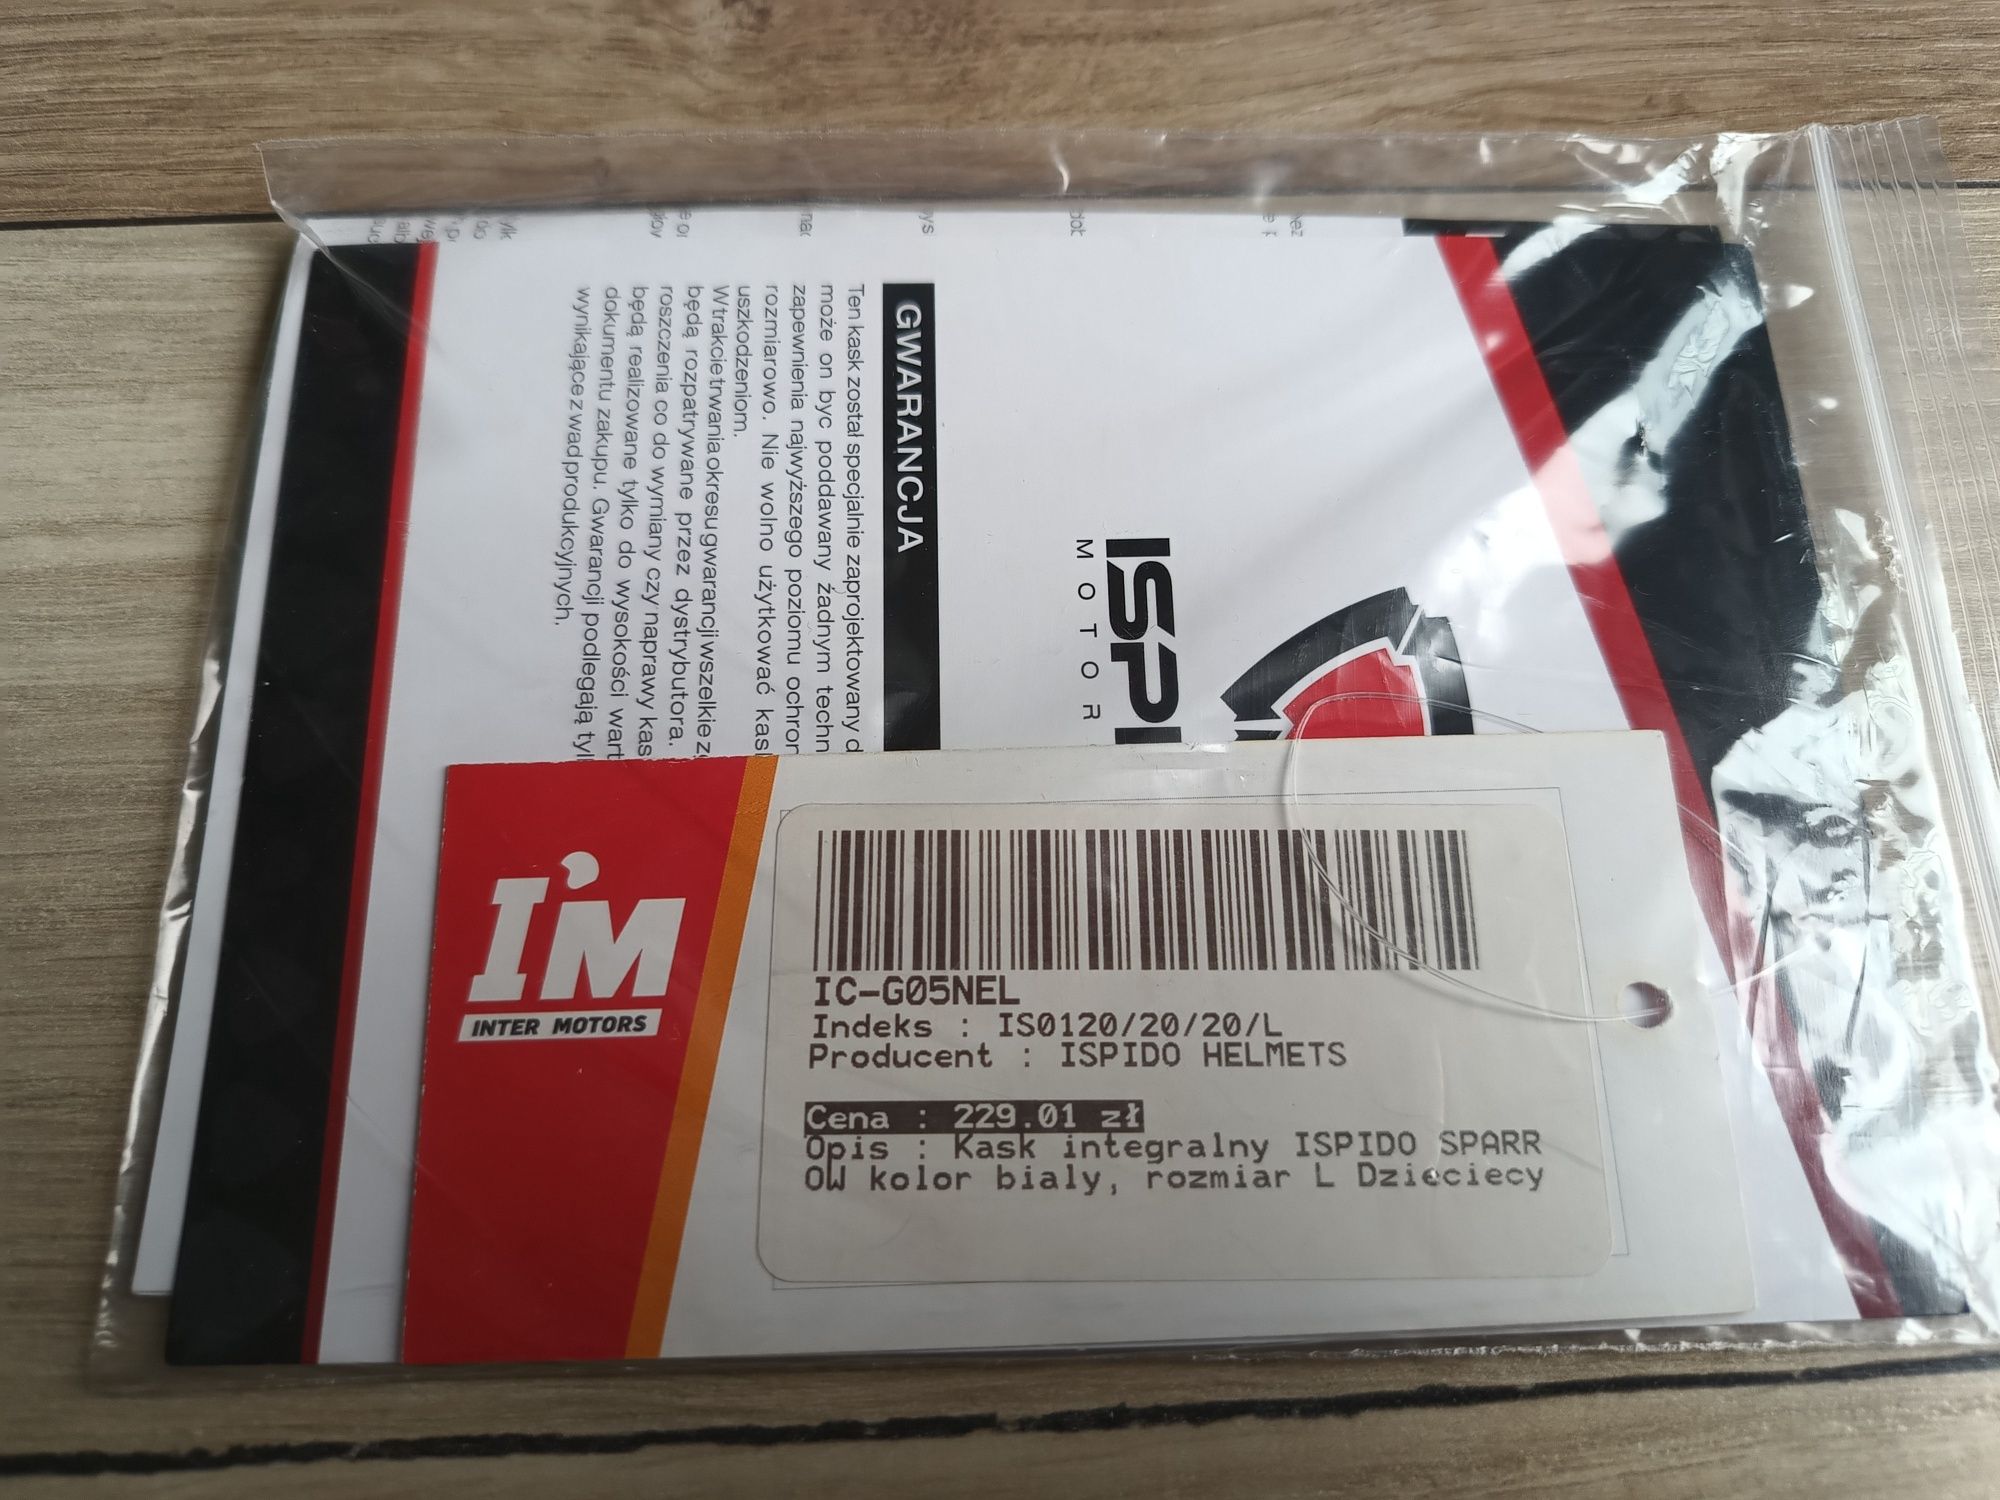 GWARANCJA
Ten kask został specjalnie zaprojektowany
może on byc poddawany żadnym
zapewnienia najwyższego poziomu
rozmiarowo. Nie wolno użytkować
uszkodzeniom.
W trakcie trwania okresu gwarancji wszelkie
będą rozpatrywane przez dystrybutora.
roszczenia co do wymiany czy naprawy
będą realizowane tylko do wysokości
dokumentu zakupu. Gwarancji podlegają
wynikające z wad produkcyjnych.
MOTOR
I'M
INTER MOTORS
IC-G05NEL
Indeks : IS0120/20/20/L
Producent : ISPIDO HELMETS
Cena : 229.01 zł
Opis : Kask integralny ISPIDO SPARR
OW kolor bialy, rozmiar L Dzieciecy